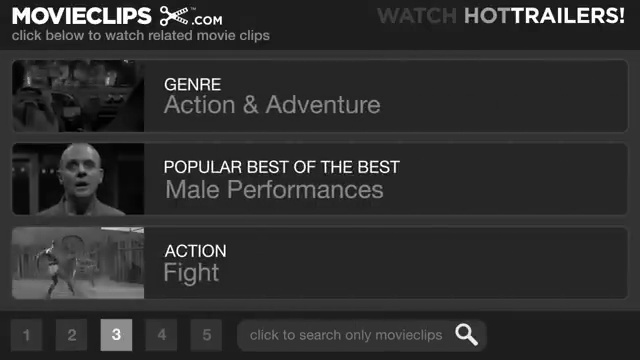 MOVIECLIPS .COM™
WATCH HOTTRAILERS!
click below to watch related movie clips
GENRE
Action & Adventure
POPULAR BEST OF THE BEST
Male Performances
ACTION
Fight
1 2 3 4 5
click to search only movieclips